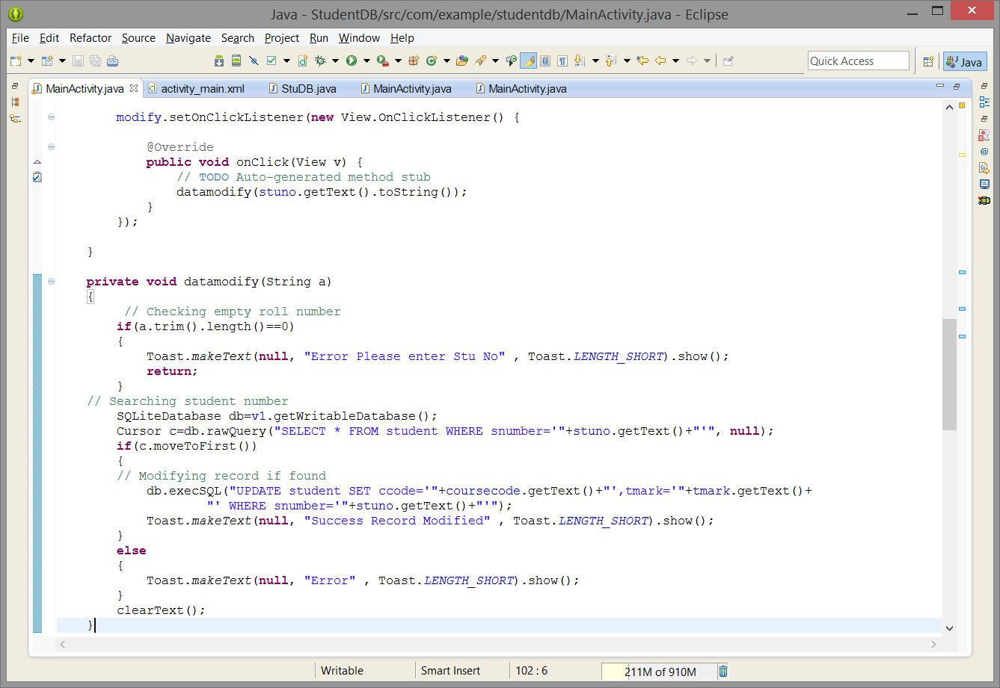 Java - StudentDB/src/com/example/studentdb/MainActivity.java - Eclipse
File Edit Refactor Source Navigate Search Project Run Window Help
Quick Access
Java
MainActivity.java activity_main.xml StuDB.java MainActivity.java MainActivity.java
modify.setOnClickListener(new View.OnClickListener() {
@Override
public void onClick(View v) {
// TODO Auto-generated method stub
datamodify(stuno.getText().toString());
}
});
}
private void datamodify(String a)
{
// Checking empty roll number
if(a.trim().length()==0)
{
Toast.makeText(null, "Error Please enter Stu No" , Toast.LENGTH_SHORT).show();
return;
}
// Searching student number
SQLiteDatabase db=v1.getWritableDatabase();
Cursor c=db.rawQuery("SELECT * FROM student WHERE snumber='"+stuno.getText()+"'", null);
if(c.moveToFirst())
{
// Modifying record if found
db.execSQL("UPDATE student SET ccode='"+coursecode.getText()+"',tmark='"+tmark.getText()+
"' WHERE snumber='"+stuno.getText()+"'");
Toast.makeText(null, "Success Record Modified" , Toast.LENGTH_SHORT).show();
}
else
{
Toast.makeText(null, "Error" , Toast.LENGTH_SHORT).show();
}
clearText();
}
Writable Smart Insert 102 : 6 211M of 910M